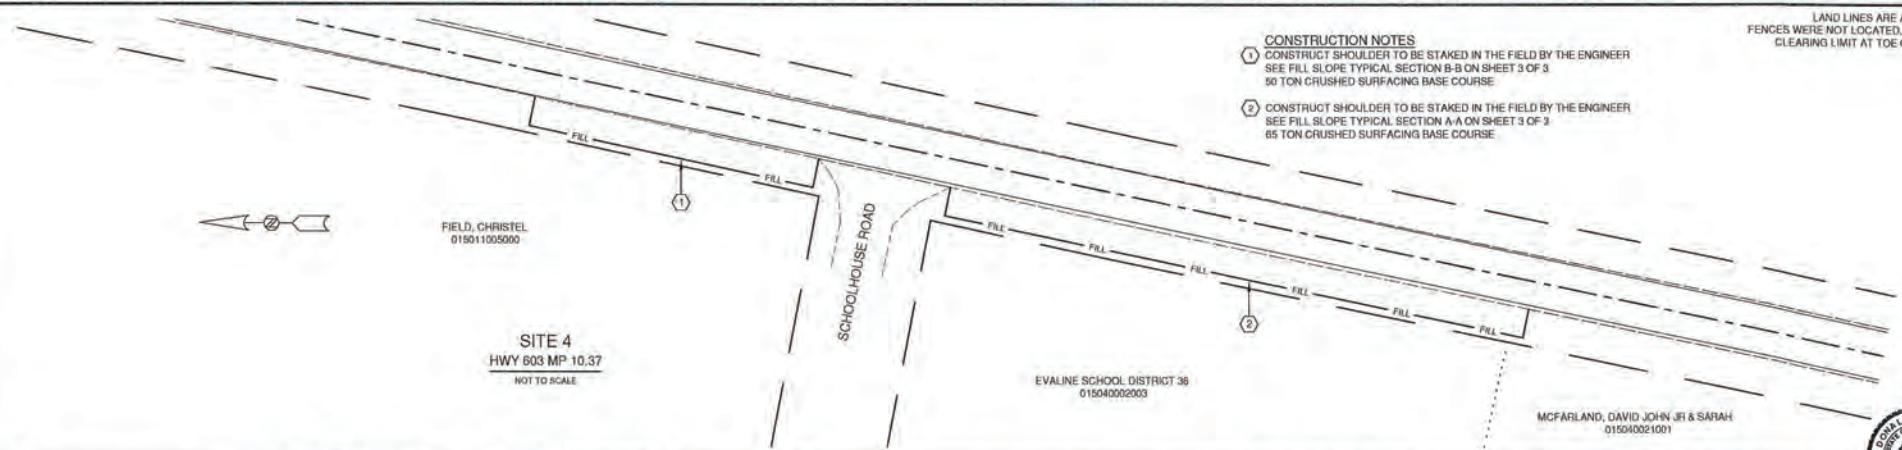 LAND LINES ARE
FENCES WERE NOT LOCATED,
CLEARING LIMIT AT TOE
CONSTRUCTION NOTES
1 CONSTRUCT SHOULDER TO BE STAKED IN THE FIELD BY THE ENGINEER
SEE FILL SLOPE TYPICAL SECTION B-B ON SHEET 3 OF 3
50 TON CRUSHED SURFACING BASE COURSE
2 CONSTRUCT SHOULDER TO BE STAKED IN THE FIELD BY THE ENGINEER
SEE FILL SLOPE TYPICAL SECTION A-A ON SHEET 3 OF 3
65 TON CRUSHED SURFACING BASE COURSE
FILL
FILL
1
FIELD, CHRISTEL
015011005000
SCHOOLHOUSE ROAD
FILL
FILL
FILL
FILL
FILL
FILL
2
SITE 4
HWY 603 MP 10.37
NOT TO SCALE
EVALINE SCHOOL DISTRICT 36
015040002003
MCFARLAND, DAVID JOHN JR & SARAH
015040021001